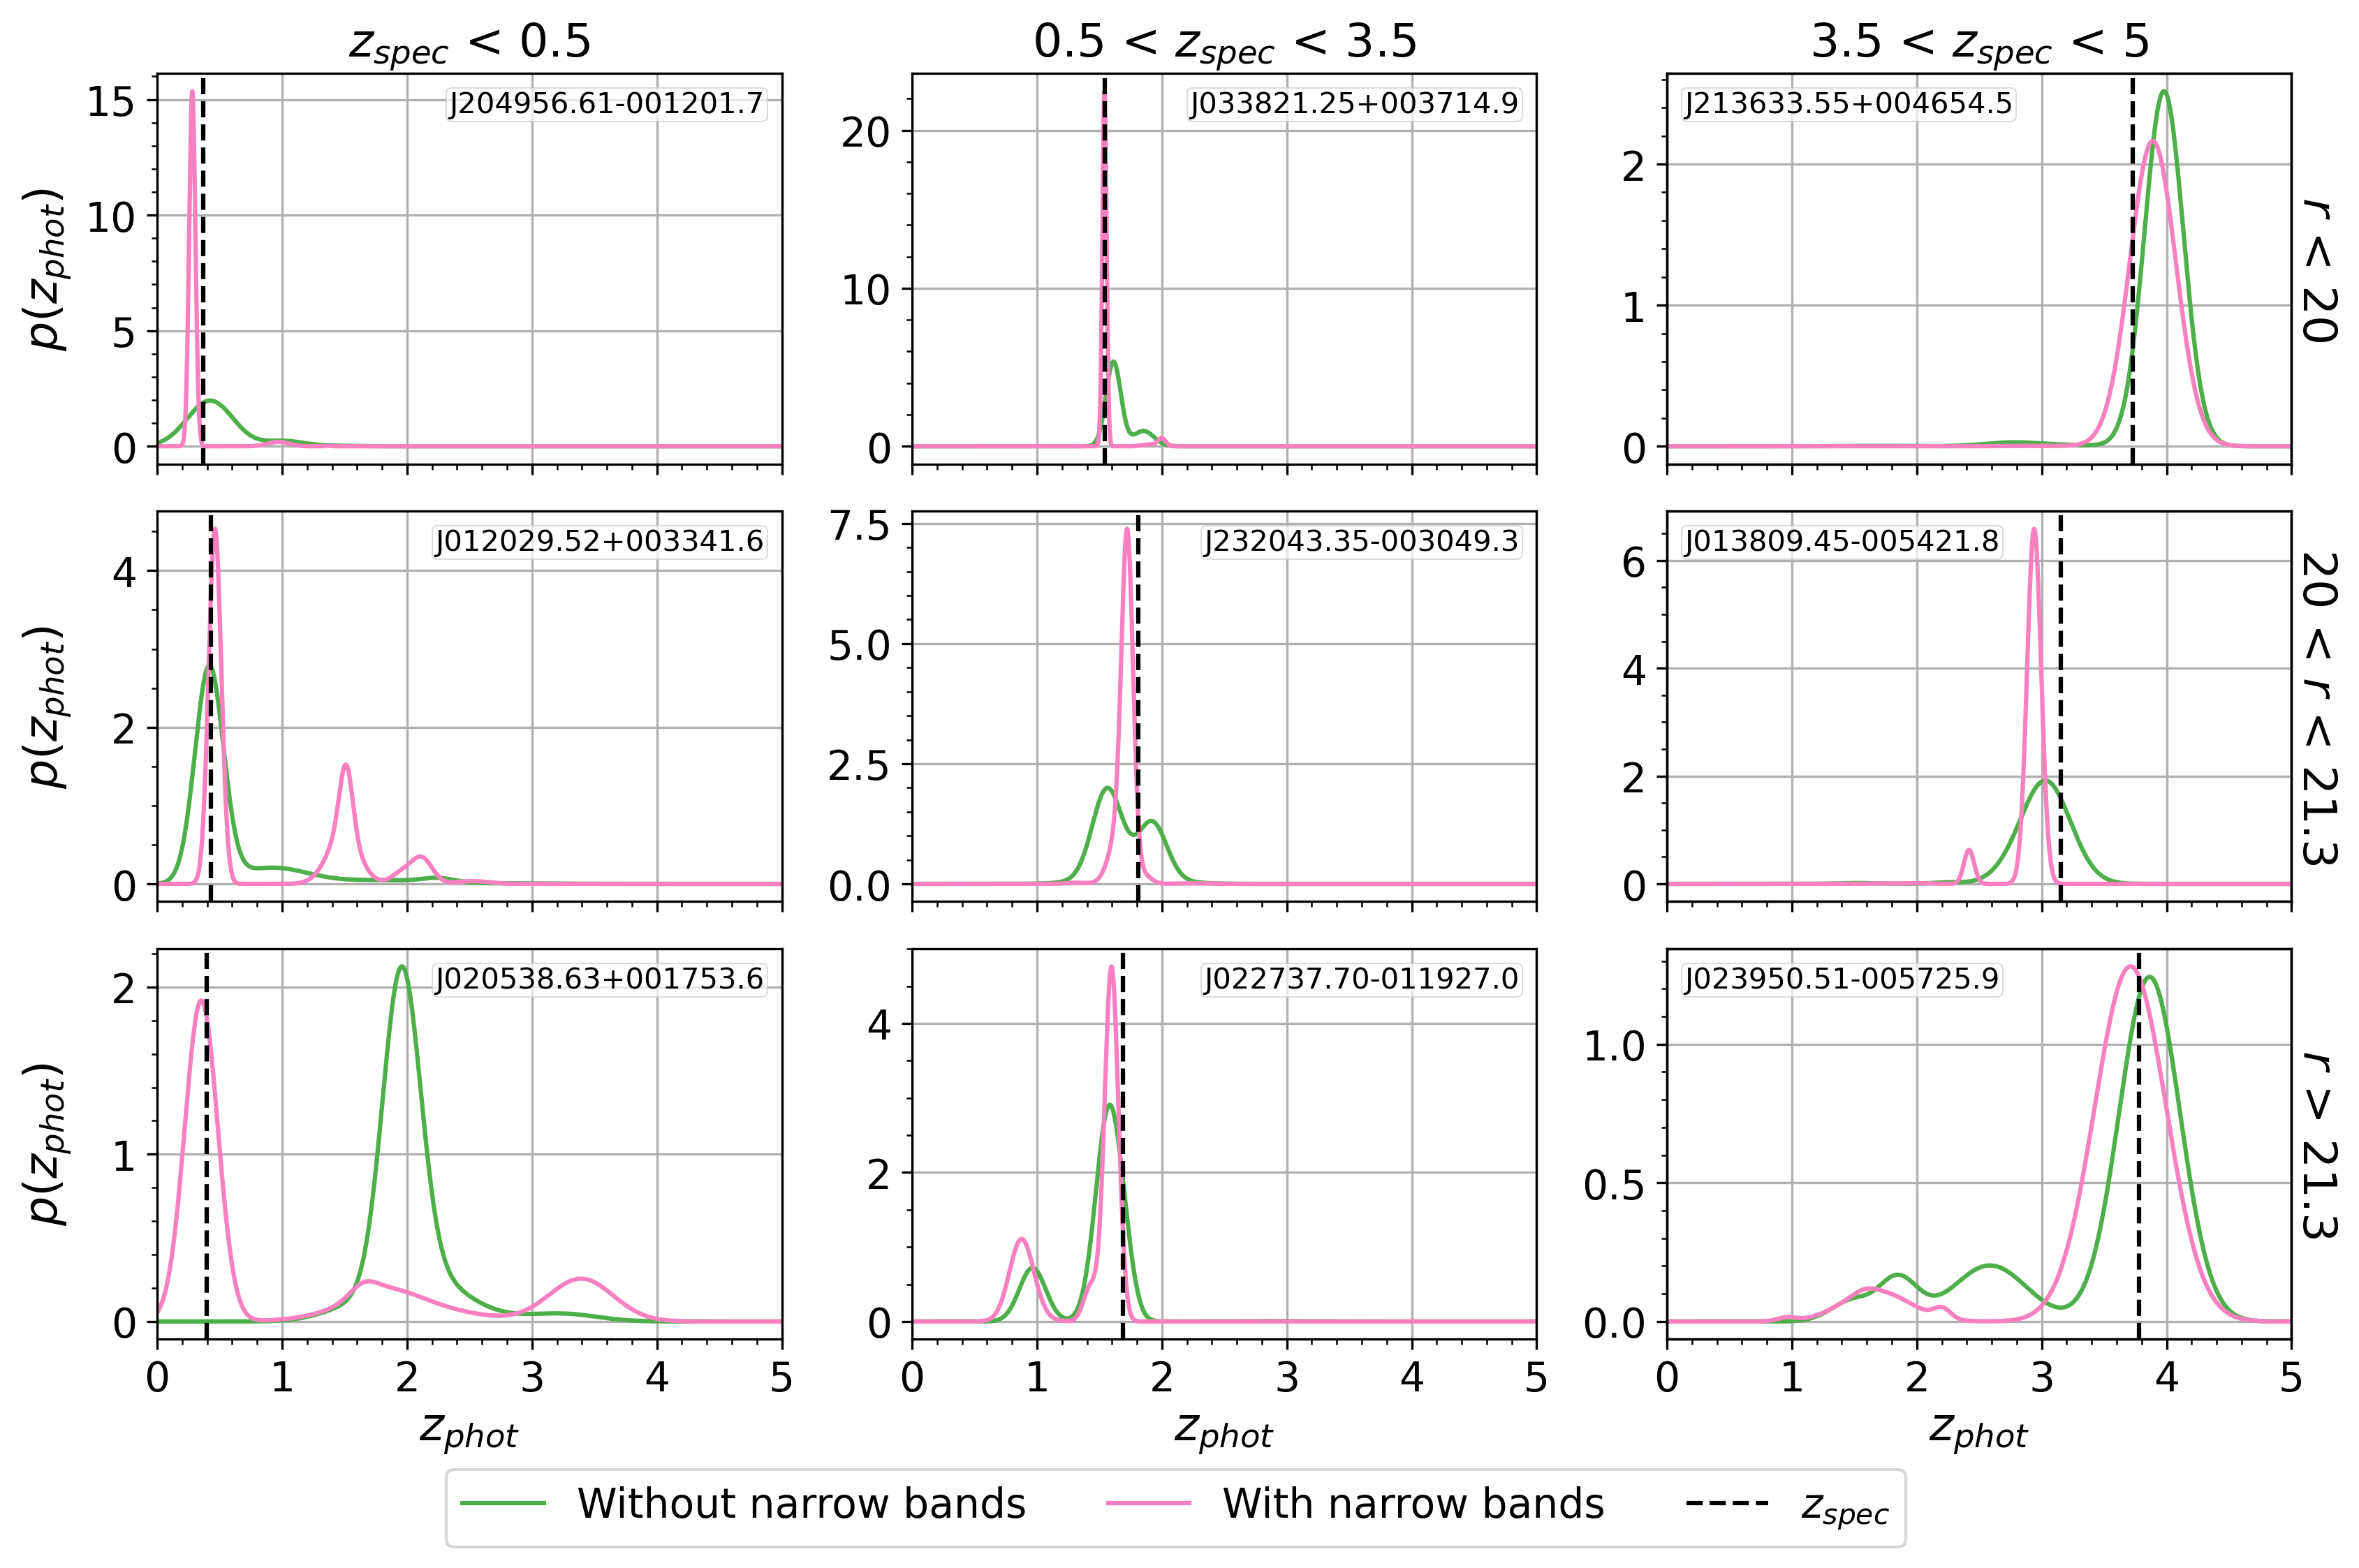 z_spec < 0.5
0.5 < z_spec < 3.5
3.5 < z_spec < 5
p(z_phot)
15
10
5
0
J204956.61-001201.7
20
10
0
J033821.25+003714.9
2
1
0
J213633.55+004654.5
r < 20
p(z_phot)
4
2
0
J012029.52+003341.6
7.5
5.0
2.5
0.0
J232043.35-003049.3
6
4
2
0
J013809.45-005421.8
20 < r < 21.3
p(z_phot)
2
1
0
J020538.63+001753.6
4
2
0
J022737.70-011927.0
1.0
0.5
0.0
J023950.51-005725.9
r > 21.3
0 1 2 3 4 5
0 1 2 3 4 5
0 1 2 3 4 5
z_phot
z_phot
z_phot
Without narrow bands
With narrow bands
z_spec